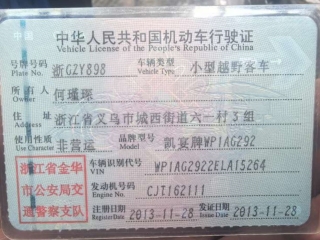 中华人民共和国机动车行驶证
Vehicle License of the People's Republic of China
号牌号码 浙GZY898 车辆类型 小型越野客车
Plate No. Vehicle Type
所有人 何瑾琛
Owner
住址 浙江省义乌市城西街道六一村3组
Address
使用性质 非营运 品牌型号 凯宴牌WP1AG292
Use Character Model
浙江省金华
市公安局交
通警察支队
车辆识别代号 WP1AG2922ELA15264
VIN
发动机号码 CJT162111
Engine No.
注册日期 2013-11-28 发证日期 2013-11-28
Register Date Issue Date